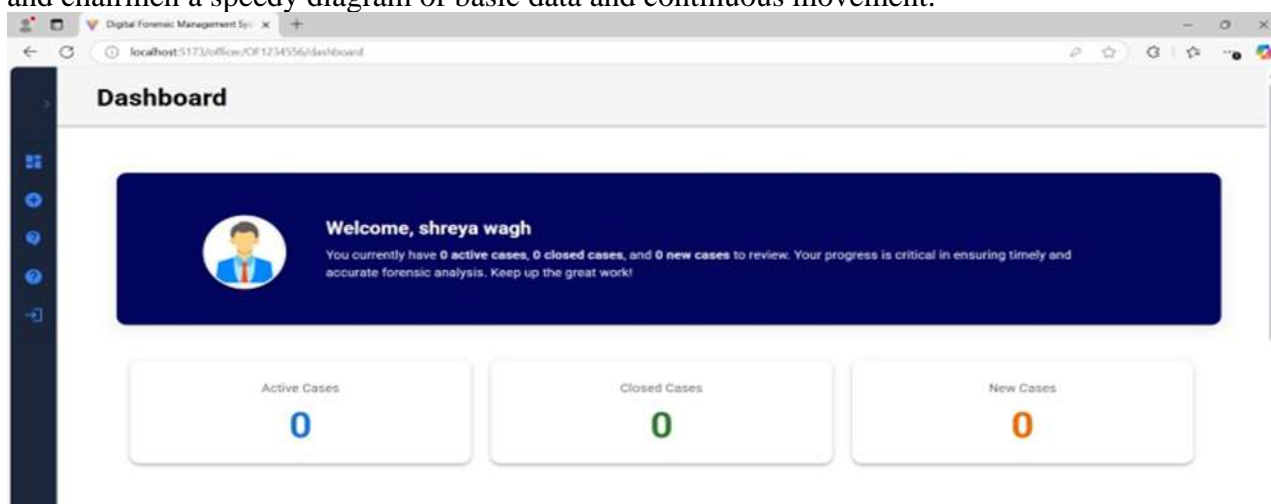 and chairmen a speedy diagram of basic data and continuous movement.
Digital Forensic Management Sys
localhost:5173/officer/OF1234556/dashboard
Dashboard
Welcome, shreya wagh
You currently have 0 active cases, 0 closed cases, and 0 new cases to review. Your progress is critical in ensuring timely and
accurate forensic analysis. Keep up the great work!
Active Cases
0
Closed Cases
0
New Cases
0